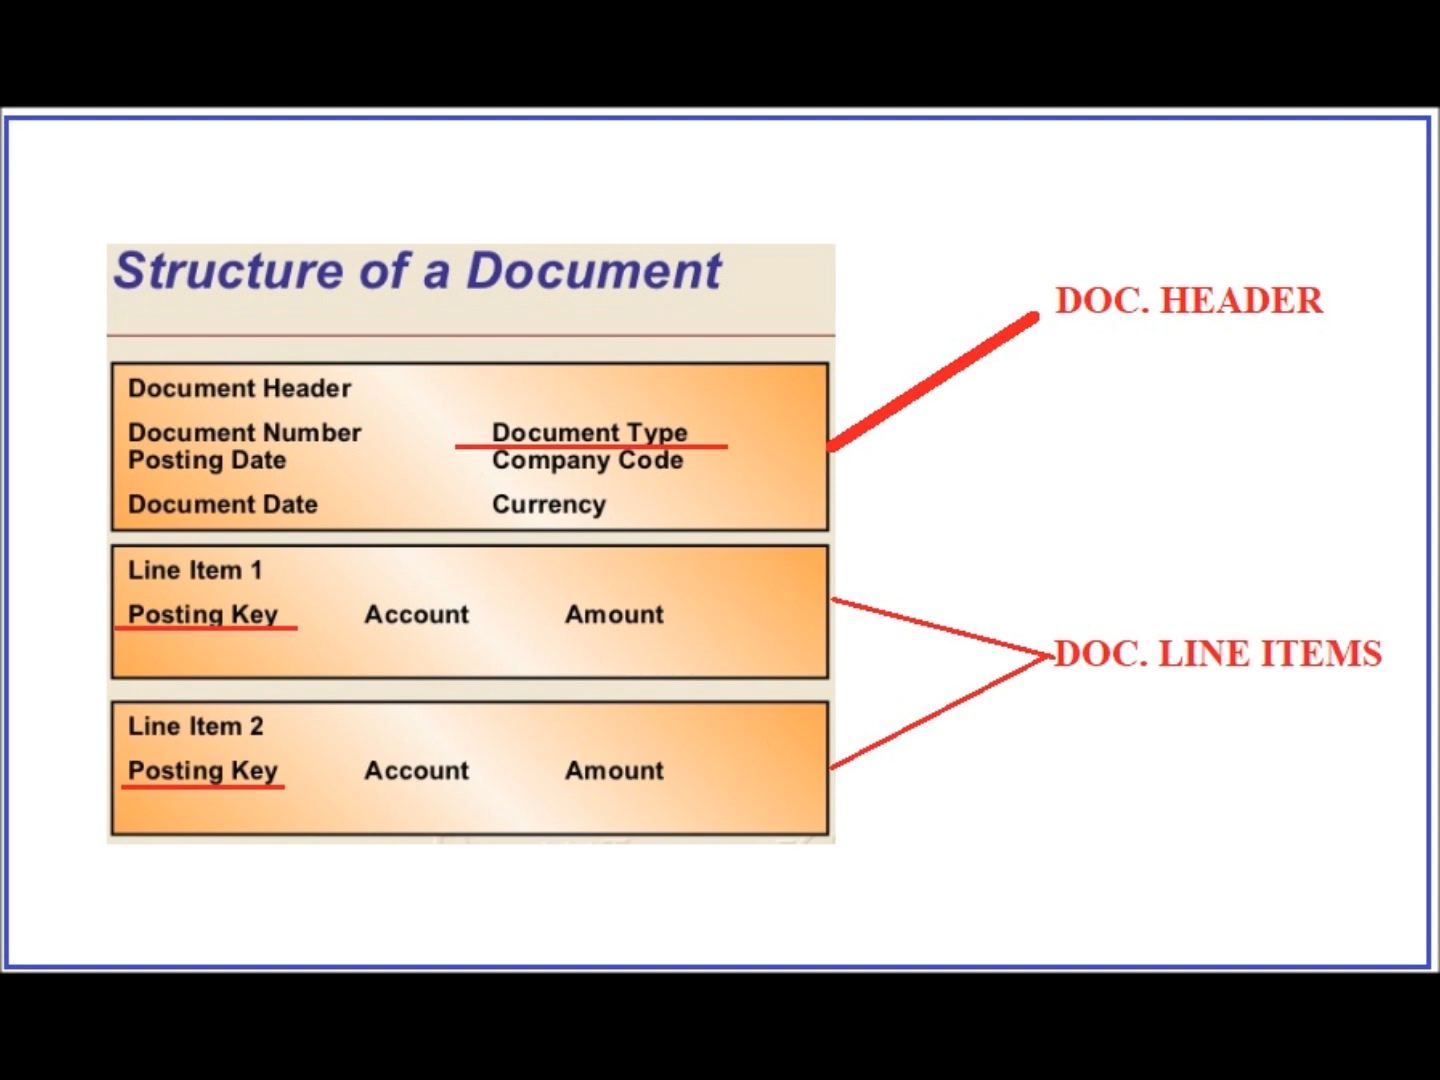 Structure of a Document
DOC. HEADER
Document Header
Document Number Document Type
Posting Date Company Code
Document Date Currency
Line Item 1
Posting Key Account Amount
DOC. LINE ITEMS
Line Item 2
Posting Key Account Amount